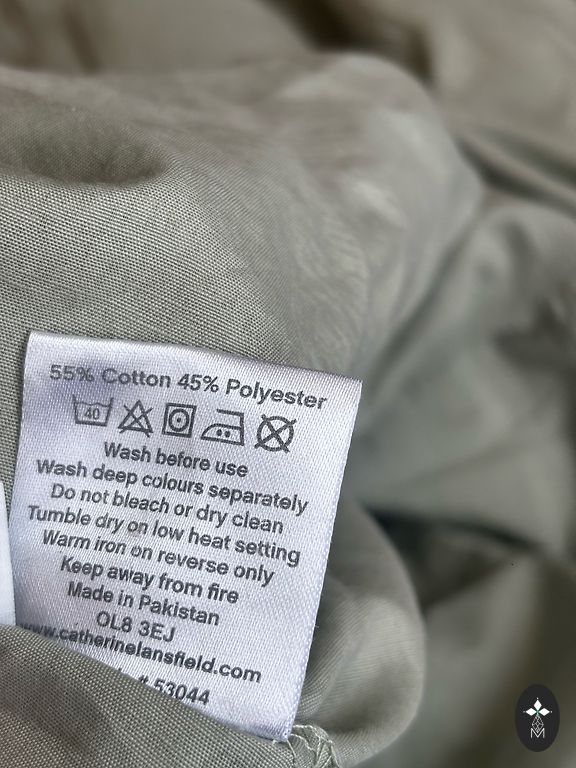 55% Cotton 45% Polyester
40
Wash before use
Wash deep colours separately
Do not bleach or dry clean
Tumble dry on low heat setting
Warm iron on reverse only
Keep away from fire
Made in Pakistan
OL8 3EJ
www.catherinelansfield.com
# 53044
M